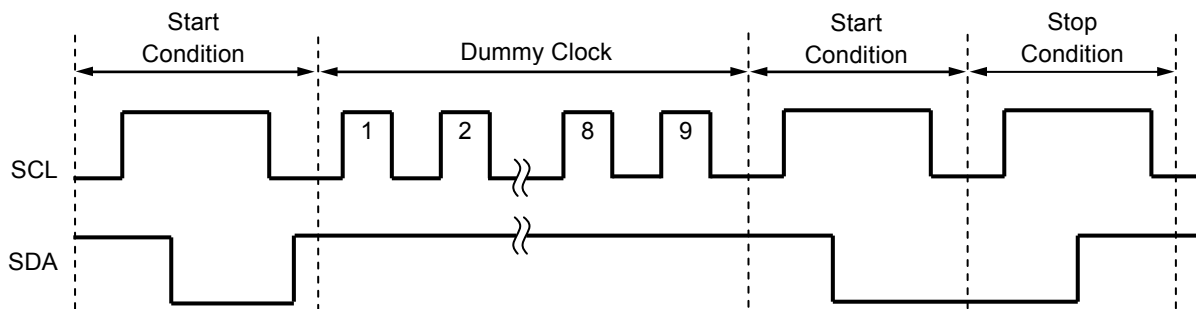 Start
Condition
Dummy Clock
Start
Condition
Stop
Condition
SCL
1
2
8
9
SDA